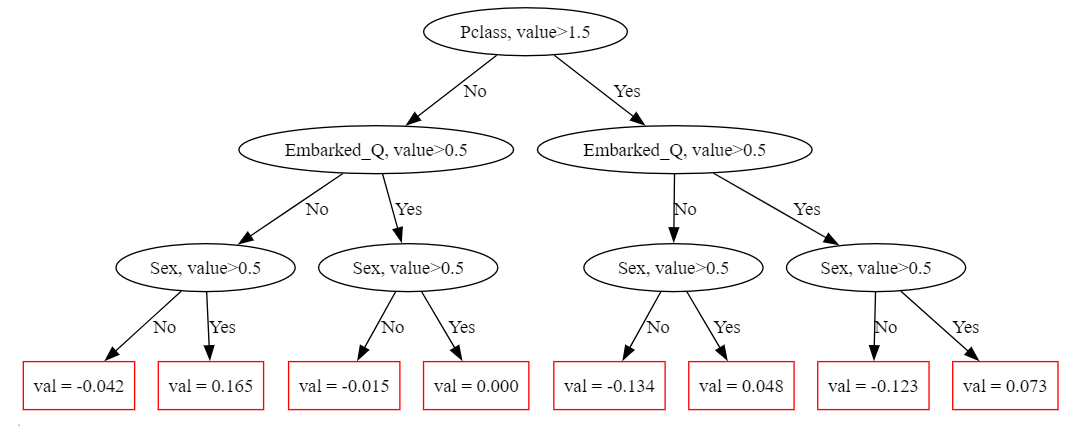 Pclass, value>1.5
No
Yes
Embarked_Q, value>0.5
Embarked_Q, value>0.5
No
Yes
No
Yes
Sex, value>0.5
Sex, value>0.5
Sex, value>0.5
Sex, value>0.5
No
Yes
No
Yes
No
Yes
No
Yes
val = -0.042
val = 0.165
val = -0.015
val = 0.000
val = -0.134
val = 0.048
val = -0.123
val = 0.073